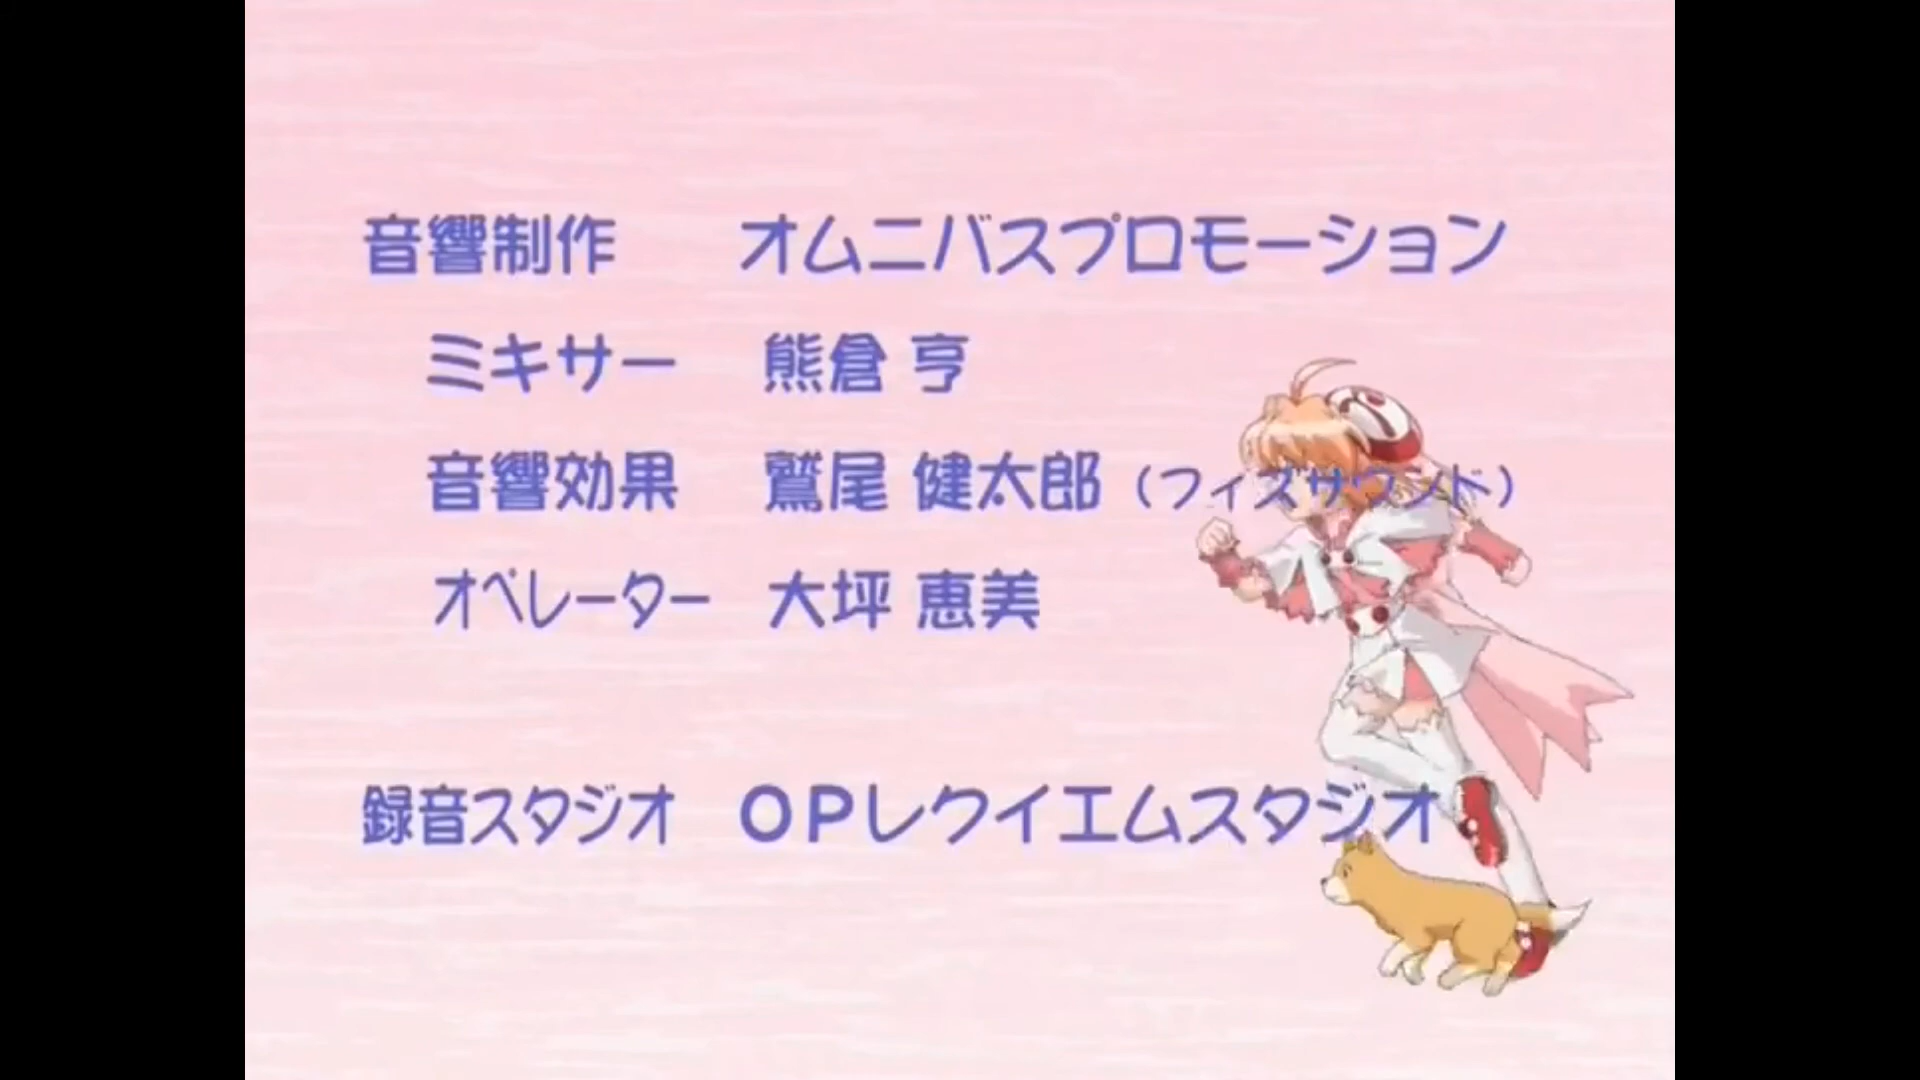 音響制作 オムニバスプロモーション
ミキサー 熊倉 亨
音響効果 鷲尾 健太郎 (フィズサウンド)
オペレーター 大坪 恵美
録音スタジオ OPレクイエムスタジオ